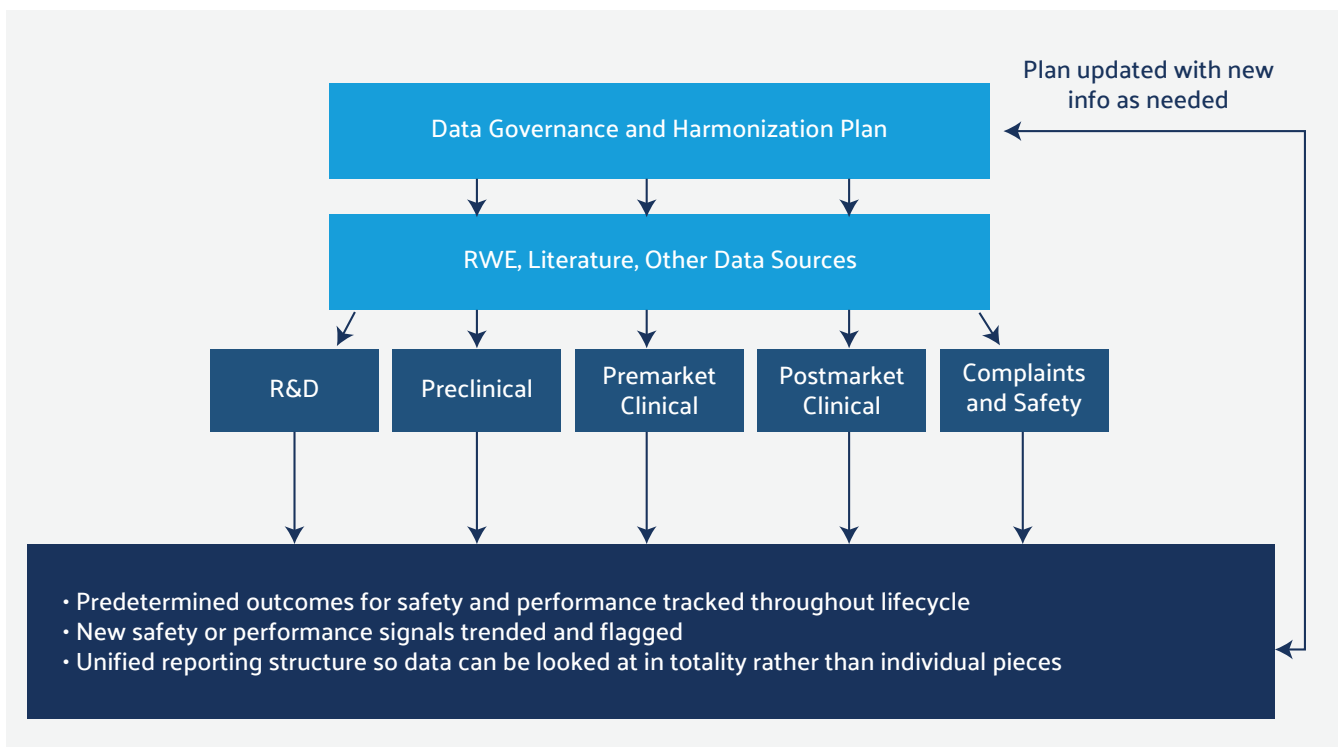 Plan updated with new
info as needed
Data Governance and Harmonization Plan
RWE, Literature, Other Data Sources
R&D
Preclinical
Premarket
Clinical
Postmarket
Clinical
Complaints
and Safety
• Predetermined outcomes for safety and performance tracked throughout lifecycle
• New safety or performance signals trended and flagged
• Unified reporting structure so data can be looked at in totality rather than individual pieces